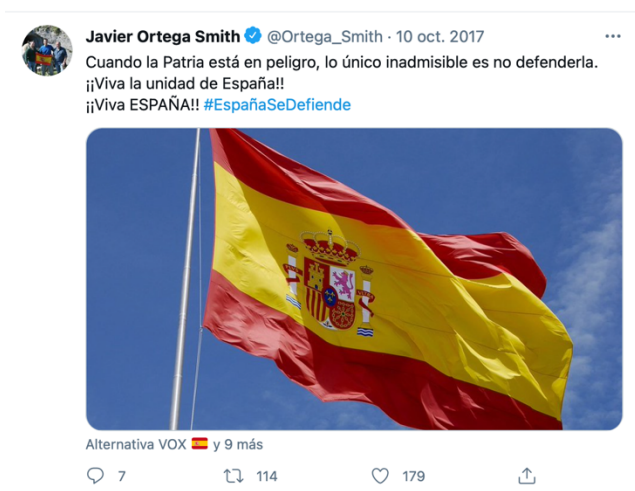 Javier Ortega Smith @Ortega_Smith · 10 oct. 2017
Cuando la Patria está en peligro, lo único inadmisible es no defenderla.
¡¡Viva la unidad de España!!
¡¡Viva ESPAÑA!! #EspañaSeDefiende
Alternativa VOX 🇪🇸 y 9 más
7 114 179